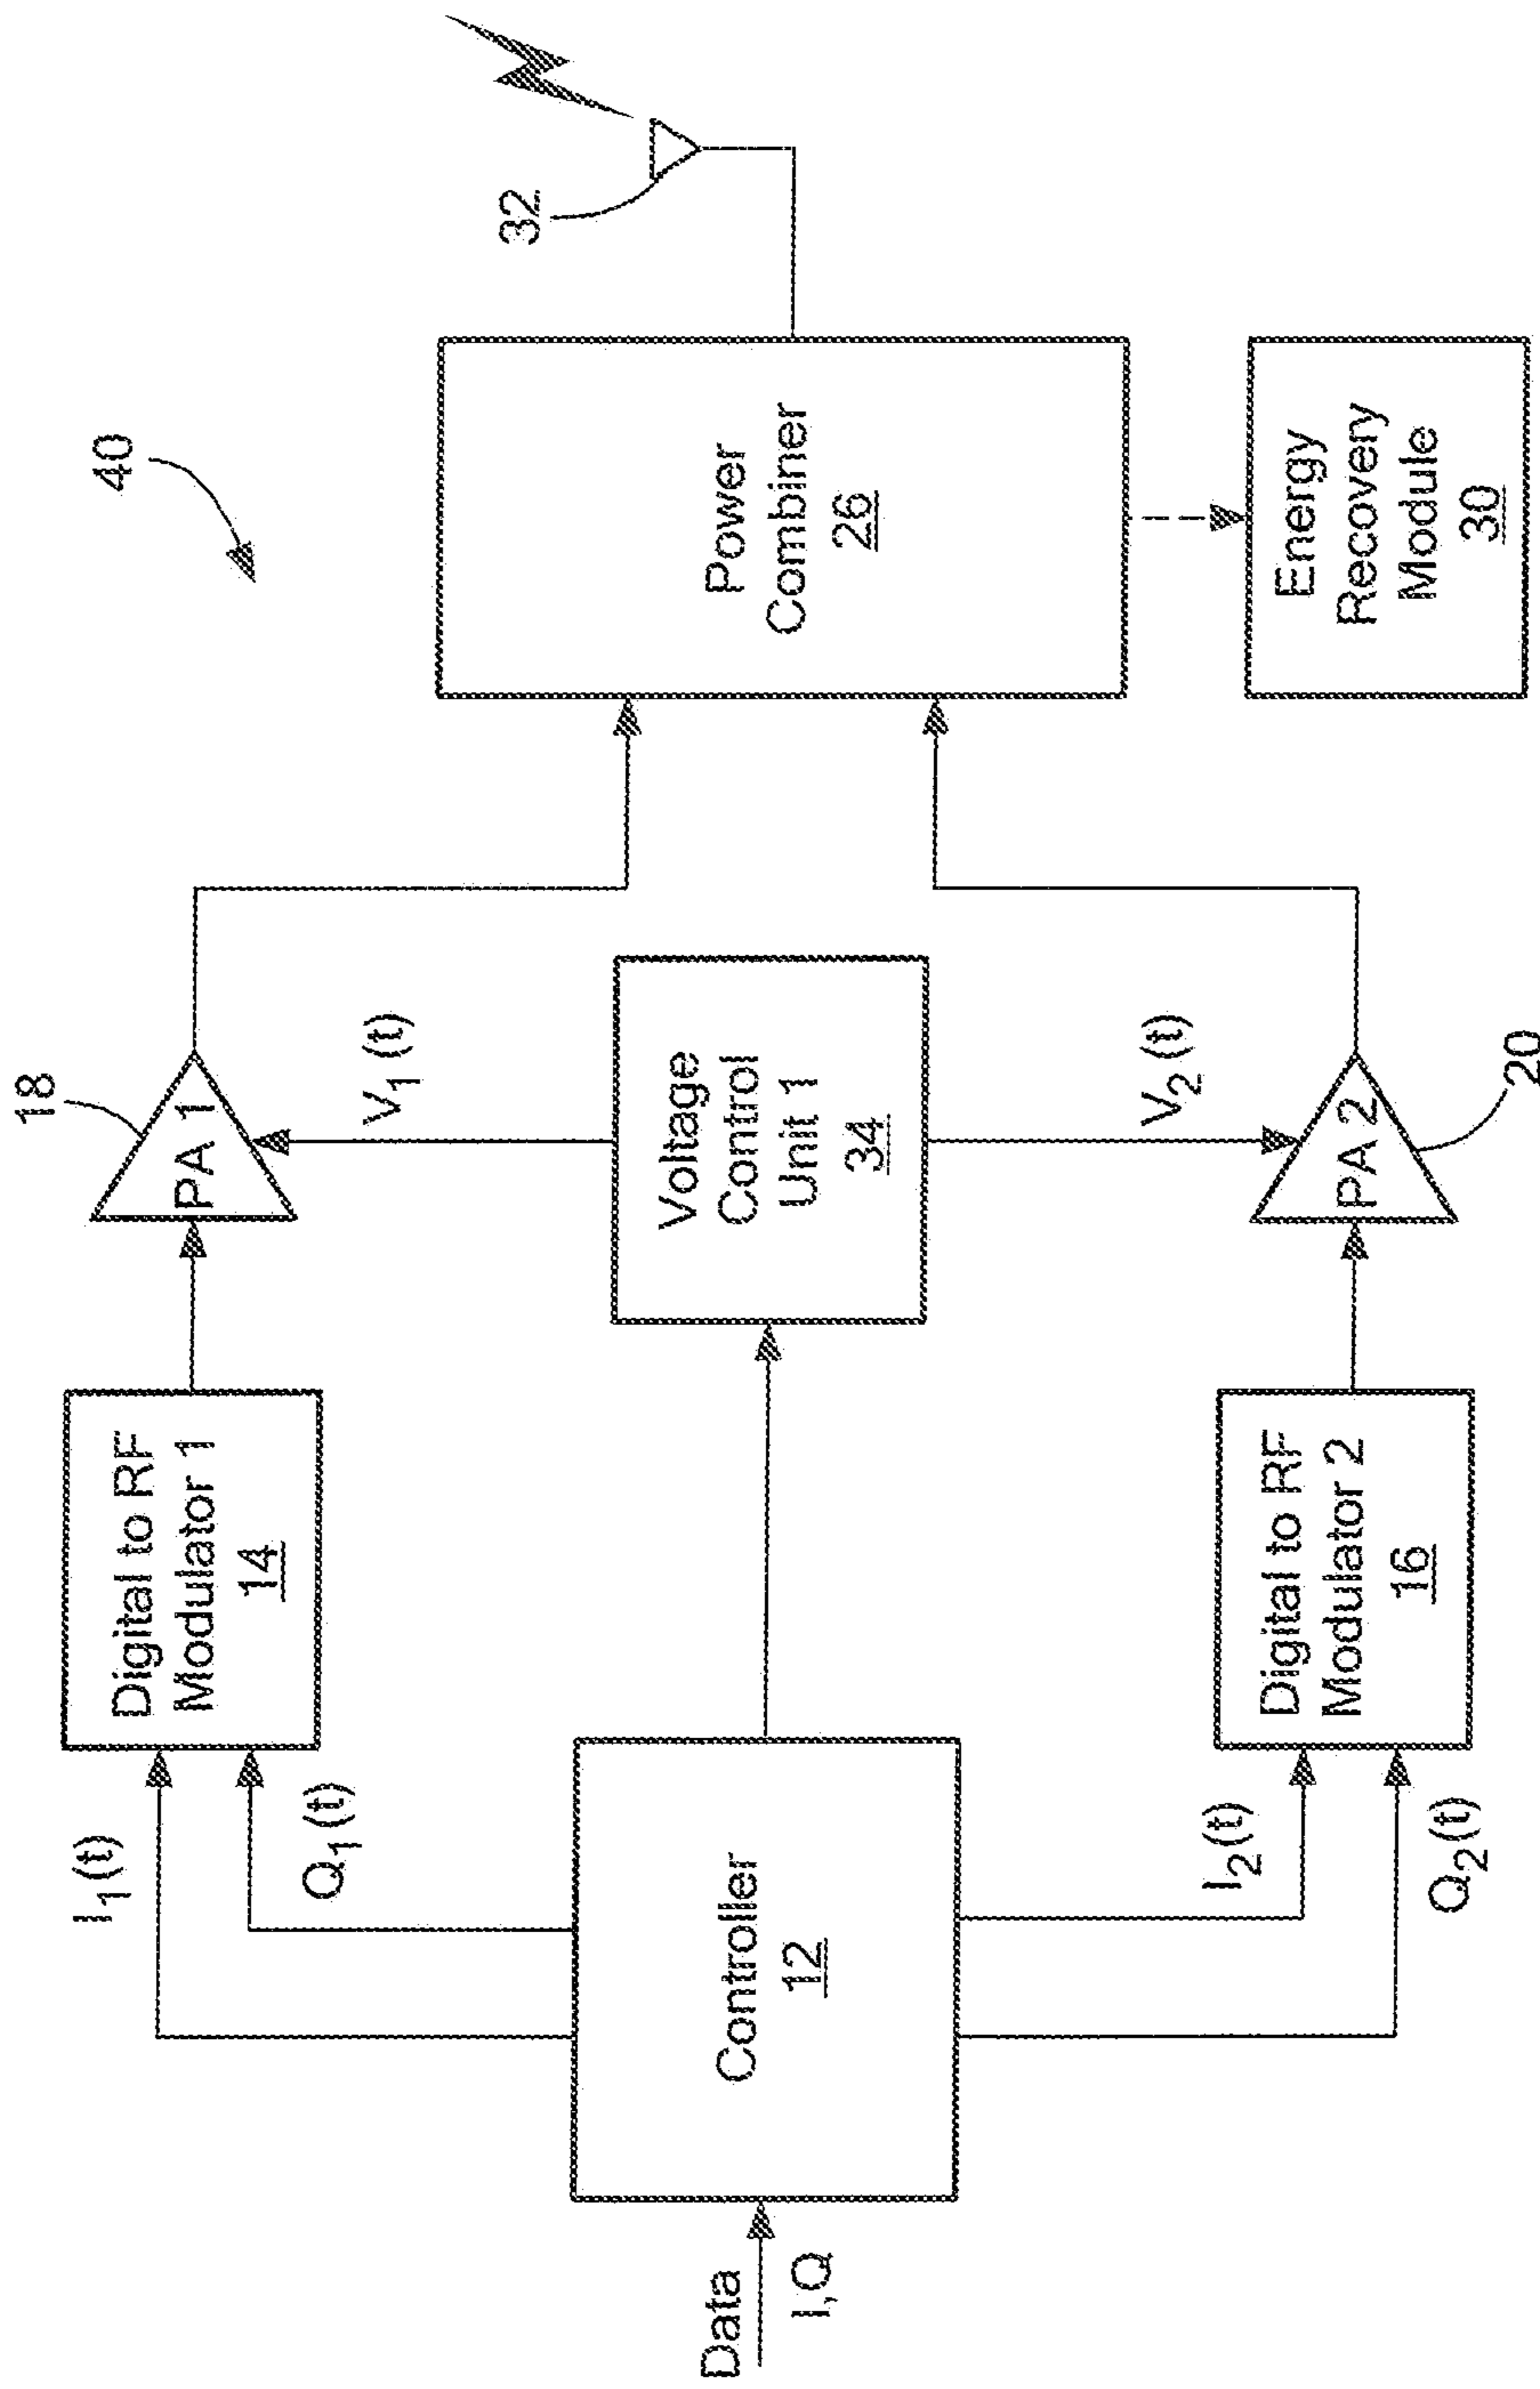 40
18
PA 1
V1(t)
Digital to RF
Modulator 1
14
I1(t)
Q1(t)
Data
I,Q
Controller
12
Voltage
Control
Unit 1
34
Power
Combiner
26
32
Energy
Recovery
Module
30
V2(t)
PA 2
20
Digital to RF
Modulator 2
16
I2(t)
Q2(t)